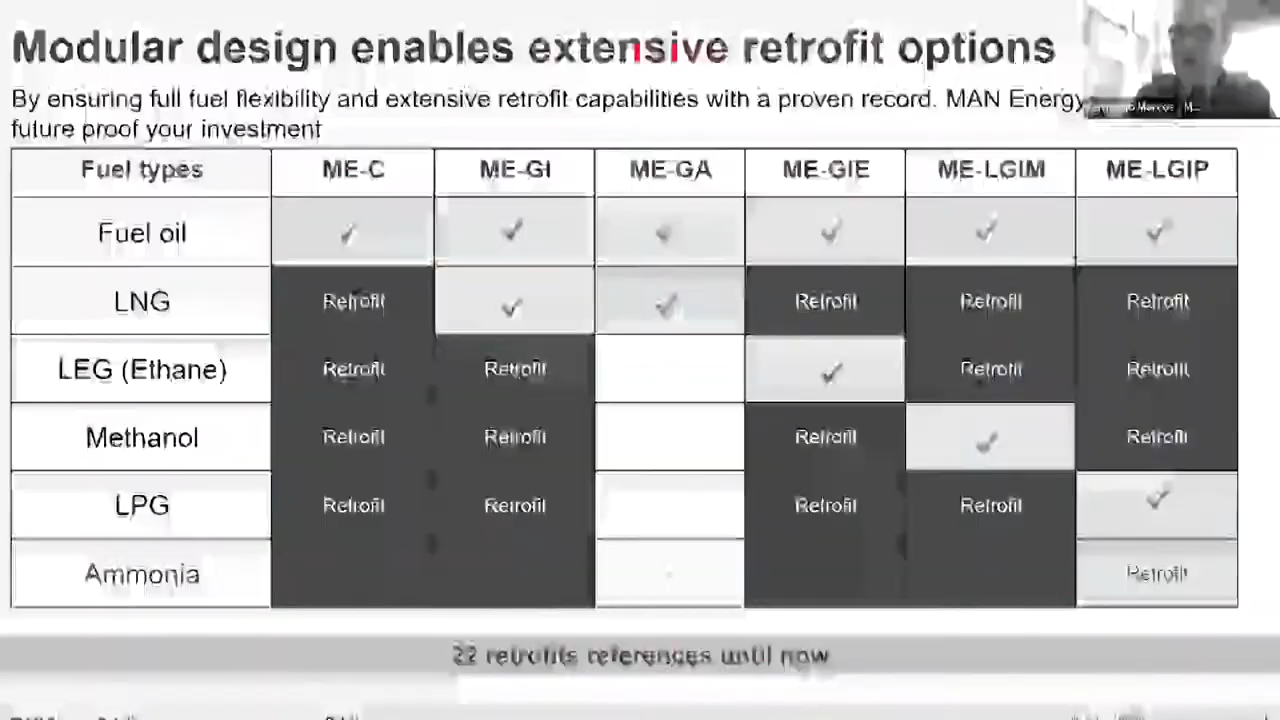 Modular design enables extensive retrofit options
By ensuring full fuel flexibility and extensive retrofit capabilities with a proven record. MAN Energy
future proof your investment
Fuel types ME-C ME-GI ME-GA ME-GIE ME-LGIM ME-LGIP
Fuel oil ✓ ✓ ✓ ✓ ✓ ✓
LNG Retrofit ✓ ✓ Retrofit Retrofit Retrofit
LEG (Ethane) Retrofit Retrofit ✓ Retrofit Retrofit
Methanol Retrofit Retrofit Retrofit ✓ Retrofit
LPG Retrofit Retrofit Retrofit Retrofit ✓
Ammonia Retrofit
22 retrofits references until now